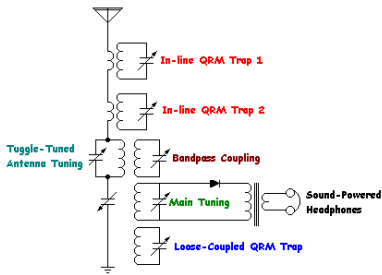 In-line QRM Trap 1
In-line QRM Trap 2
Tuggle-Tuned
Antenna Tuning
Bandpass Coupling
Main Tuning
Sound-Powered
Headphones
Loose-Coupled QRM Trap